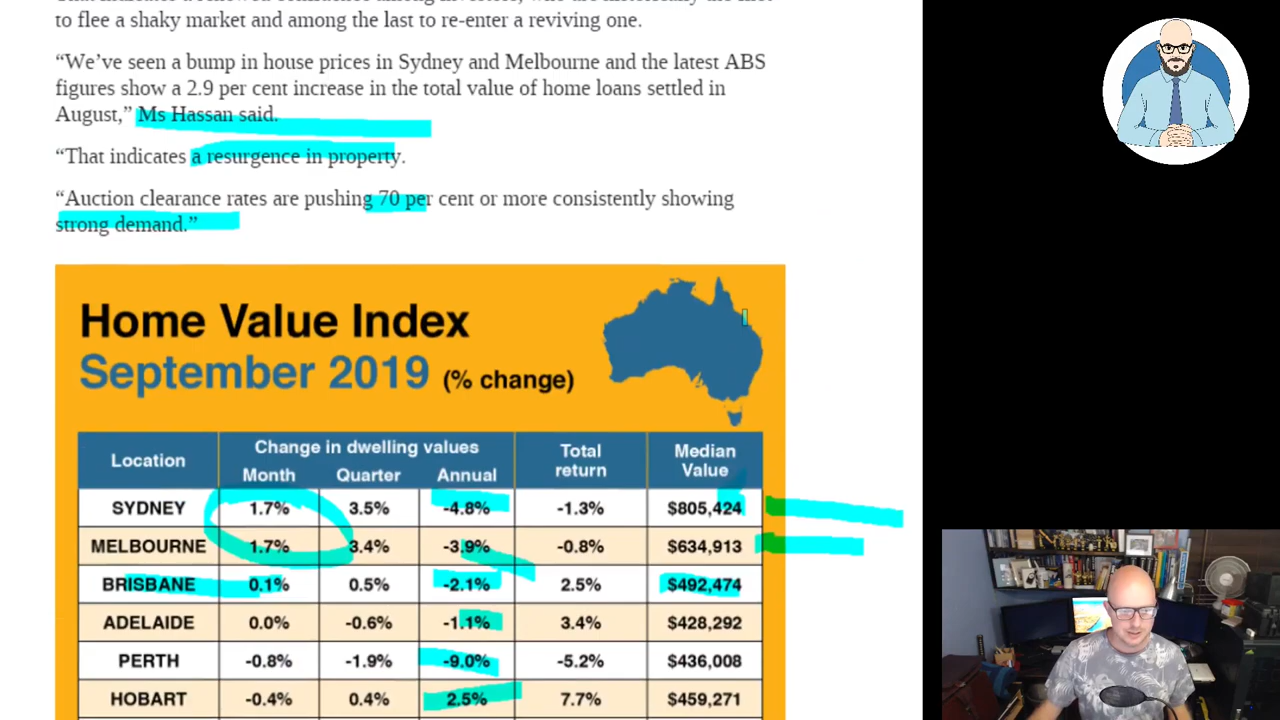 to flee a shaky market and among the last to re-enter a reviving one.
“We’ve seen a bump in house prices in Sydney and Melbourne and the latest ABS
figures show a 2.9 per cent increase in the total value of home loans settled in
August,” Ms Hassan said.
“That indicates a resurgence in property.
“Auction clearance rates are pushing 70 per cent or more consistently showing
strong demand.”
Home Value Index
September 2019 (% change)
Location Change in dwelling values Total return Median Value
Month Quarter Annual
SYDNEY 1.7% 3.5% -4.8% -1.3% $805,424
MELBOURNE 1.7% 3.4% -3.9% -0.8% $634,913
BRISBANE 0.1% 0.5% -2.1% 2.5% $492,474
ADELAIDE 0.0% -0.6% -1.1% 3.4% $428,292
PERTH -0.8% -1.9% -9.0% -5.2% $436,008
HOBART -0.4% 0.4% 2.5% 7.7% $459,271